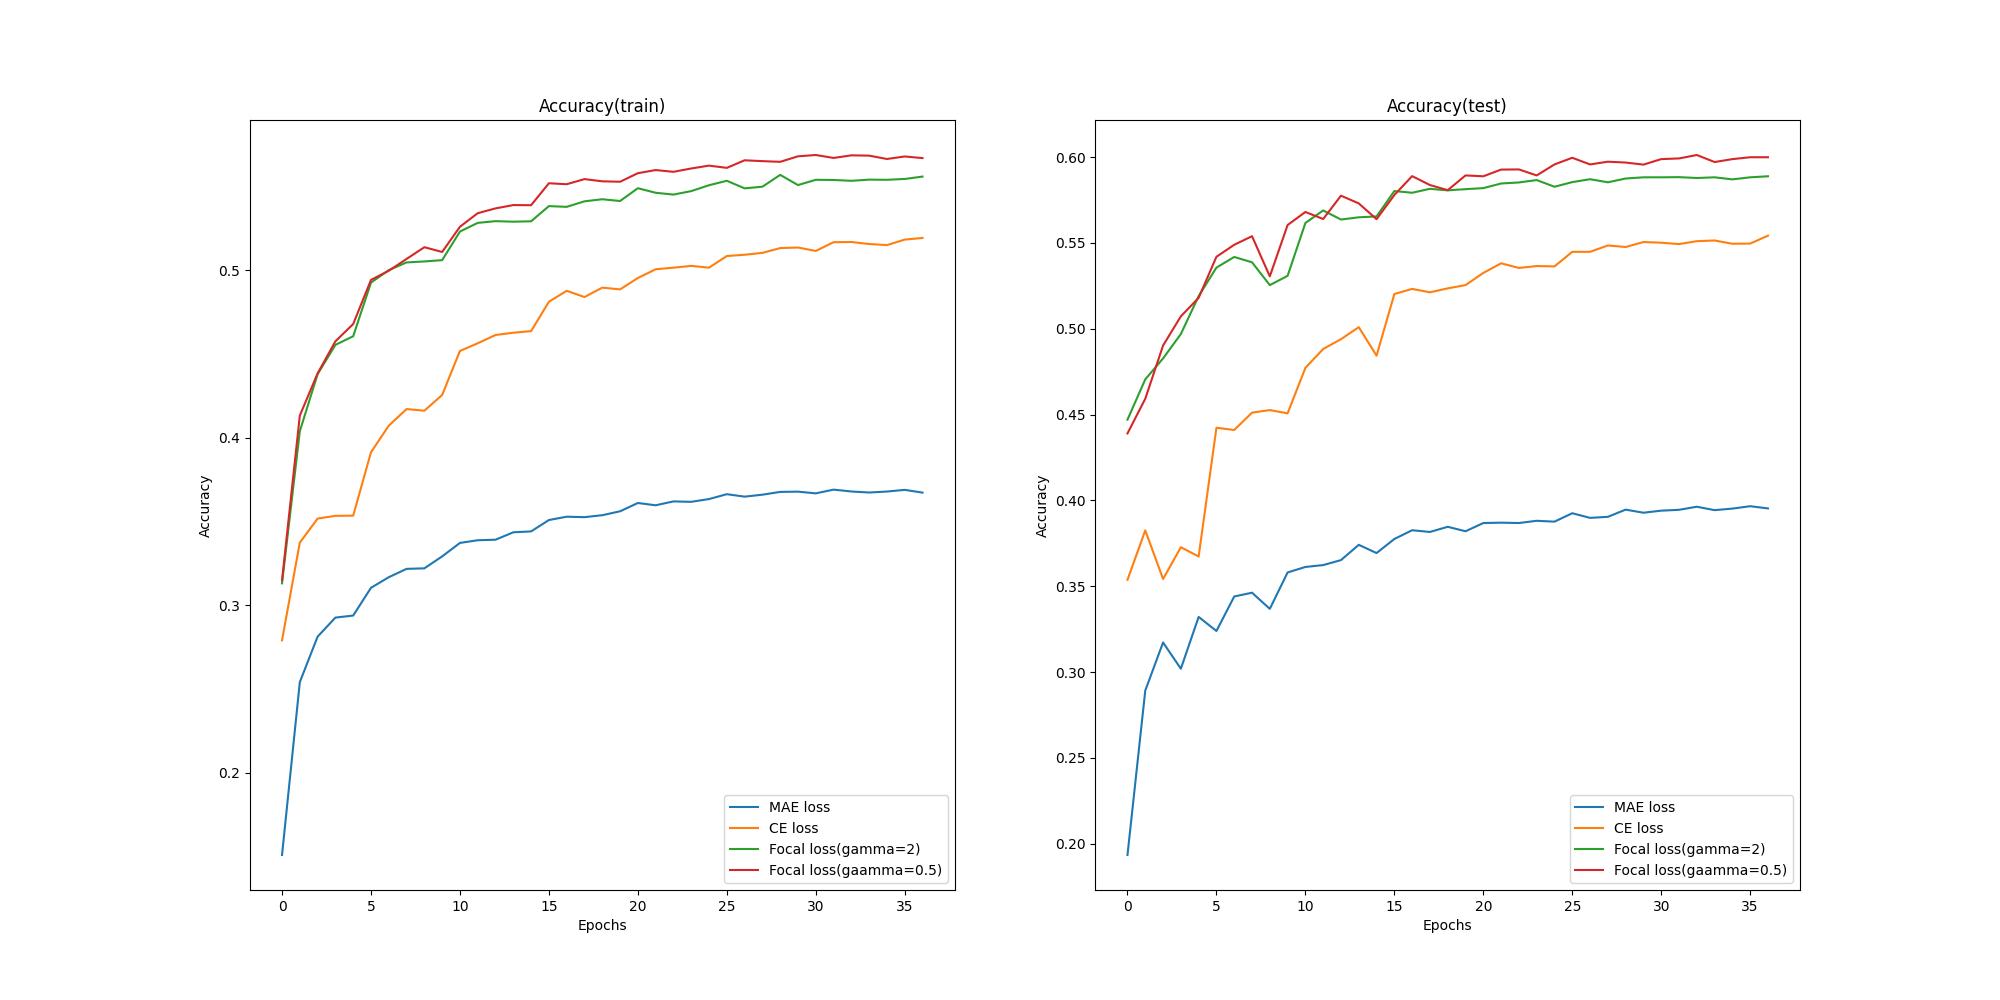 Accuracy(train)
Accuracy
0.5
0.4
0.3
0.2
0 5 10 15 20 25 30 35
Epochs
MAE loss
CE loss
Focal loss(gamma=2)
Focal loss(gaamma=0.5)
Accuracy(test)
Accuracy
0.60
0.55
0.50
0.45
0.40
0.35
0.30
0.25
0.20
0 5 10 15 20 25 30 35
Epochs
MAE loss
CE loss
Focal loss(gamma=2)
Focal loss(gaamma=0.5)